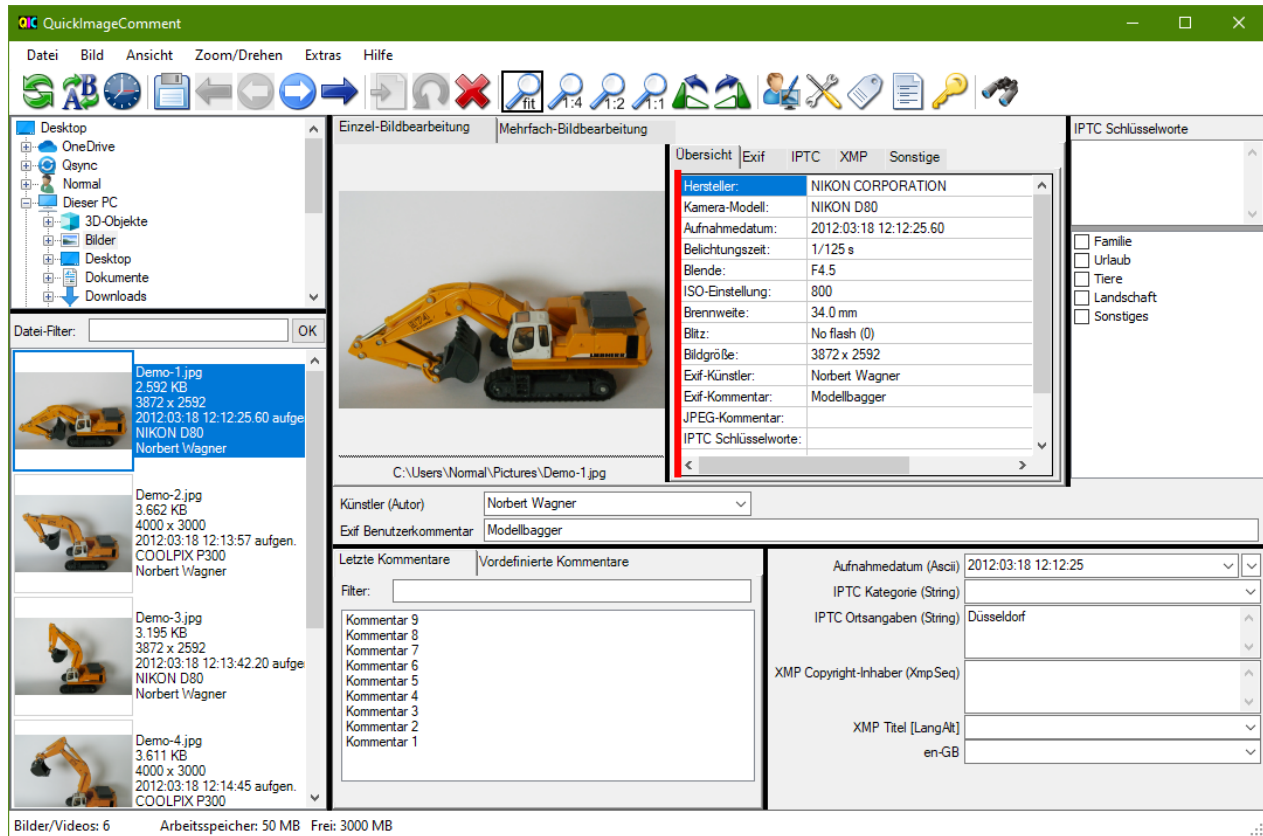 QIC QuickImageComment
Datei Bild Ansicht Zoom/Drehen Extras Hilfe
fit 1:4 1:2 1:1
Desktop
OneDrive
Qsync
Normal
Dieser PC
3D-Objekte
Bilder
Desktop
Dokumente
Downloads
Datei-Filter: OK
Demo-1.jpg
2.592 KB
3872 x 2592
2012:03:18 12:12:25.60 aufge
NIKON D80
Norbert Wagner
Demo-2.jpg
3.662 KB
4000 x 3000
2012:03:18 12:13:57 aufgen.
COOLPIX P300
Norbert Wagner
Demo-3.jpg
3.195 KB
3872 x 2592
2012:03:18 12:13:42.20 aufge
NIKON D80
Norbert Wagner
Demo-4.jpg
3.611 KB
4000 x 3000
2012:03:18 12:14:45 aufgen.
COOLPIX P300
Einzel-Bildbearbeitung Mehrfach-Bildbearbeitung
974
LIEBHERR
C:\Users\Normal\Pictures\Demo-1.jpg
Übersicht Exif IPTC XMP Sonstige
Hersteller: NIKON CORPORATION
Kamera-Modell: NIKON D80
Aufnahmedatum: 2012:03:18 12:12:25.60
Belichtungszeit: 1/125 s
Blende: F4.5
ISO-Einstellung: 800
Brennweite: 34.0 mm
Blitz: No flash (0)
Bildgröße: 3872 x 2592
Exif-Künstler: Norbert Wagner
Exif-Kommentar: Modellbagger
JPEG-Kommentar:
IPTC Schlüsselworte:
IPTC Schlüsselworte
Familie
Urlaub
Tiere
Landschaft
Sonstiges
Künstler (Autor) Norbert Wagner
Exif Benutzerkommentar Modellbagger
Letzte Kommentare Vordefinierte Kommentare
Filter:
Kommentar 9
Kommentar 8
Kommentar 7
Kommentar 6
Kommentar 5
Kommentar 4
Kommentar 3
Kommentar 2
Kommentar 1
Aufnahmedatum (Ascii) 2012:03:18 12:12:25
IPTC Kategorie (String)
IPTC Ortsangaben (String) Düsseldorf
XMP Copyright-Inhaber (XmpSeq)
XMP Titel [LangAlt]
en-GB
Bilder/Videos: 6 Arbeitsspeicher: 50 MB Frei: 3000 MB